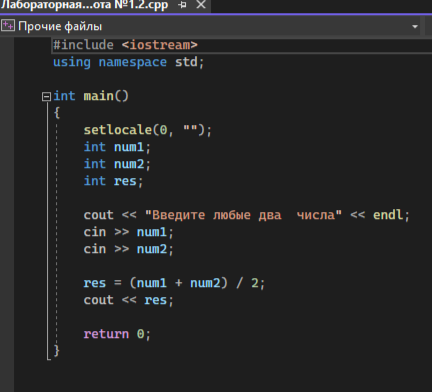 Лабораторная...ота №1.2.cpp
Прочие файлы
#include <iostream>
using namespace std;
int main()
{
setlocale(0, "");
int num1;
int num2;
int res;
cout << "Введите любые два  числа" << endl;
cin >> num1;
cin >> num2;
res = (num1 + num2) / 2;
cout << res;
return 0;
}